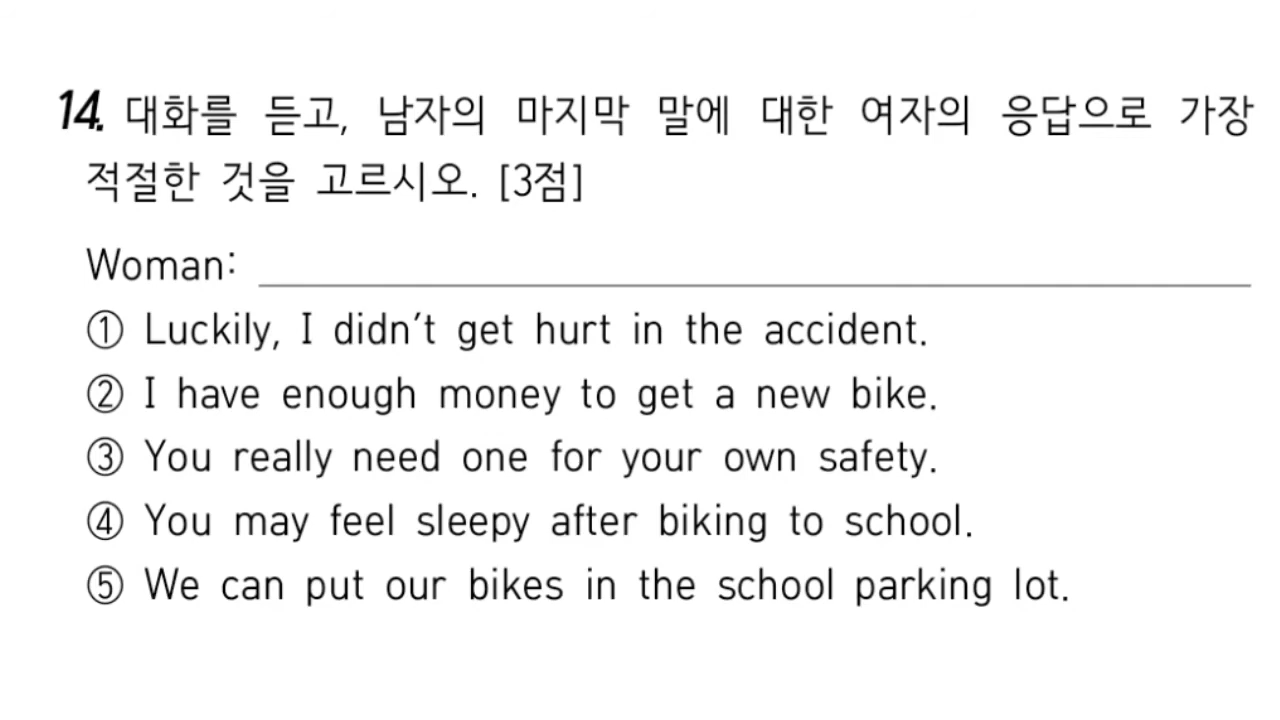 14. 대화를 듣고, 남자의 마지막 말에 대한 여자의 응답으로 가장
적절한 것을 고르시오. [3점]
Woman:
① Luckily, I didn't get hurt in the accident.
② I have enough money to get a new bike.
③ You really need one for your own safety.
④ You may feel sleepy after biking to school.
⑤ We can put our bikes in the school parking lot.